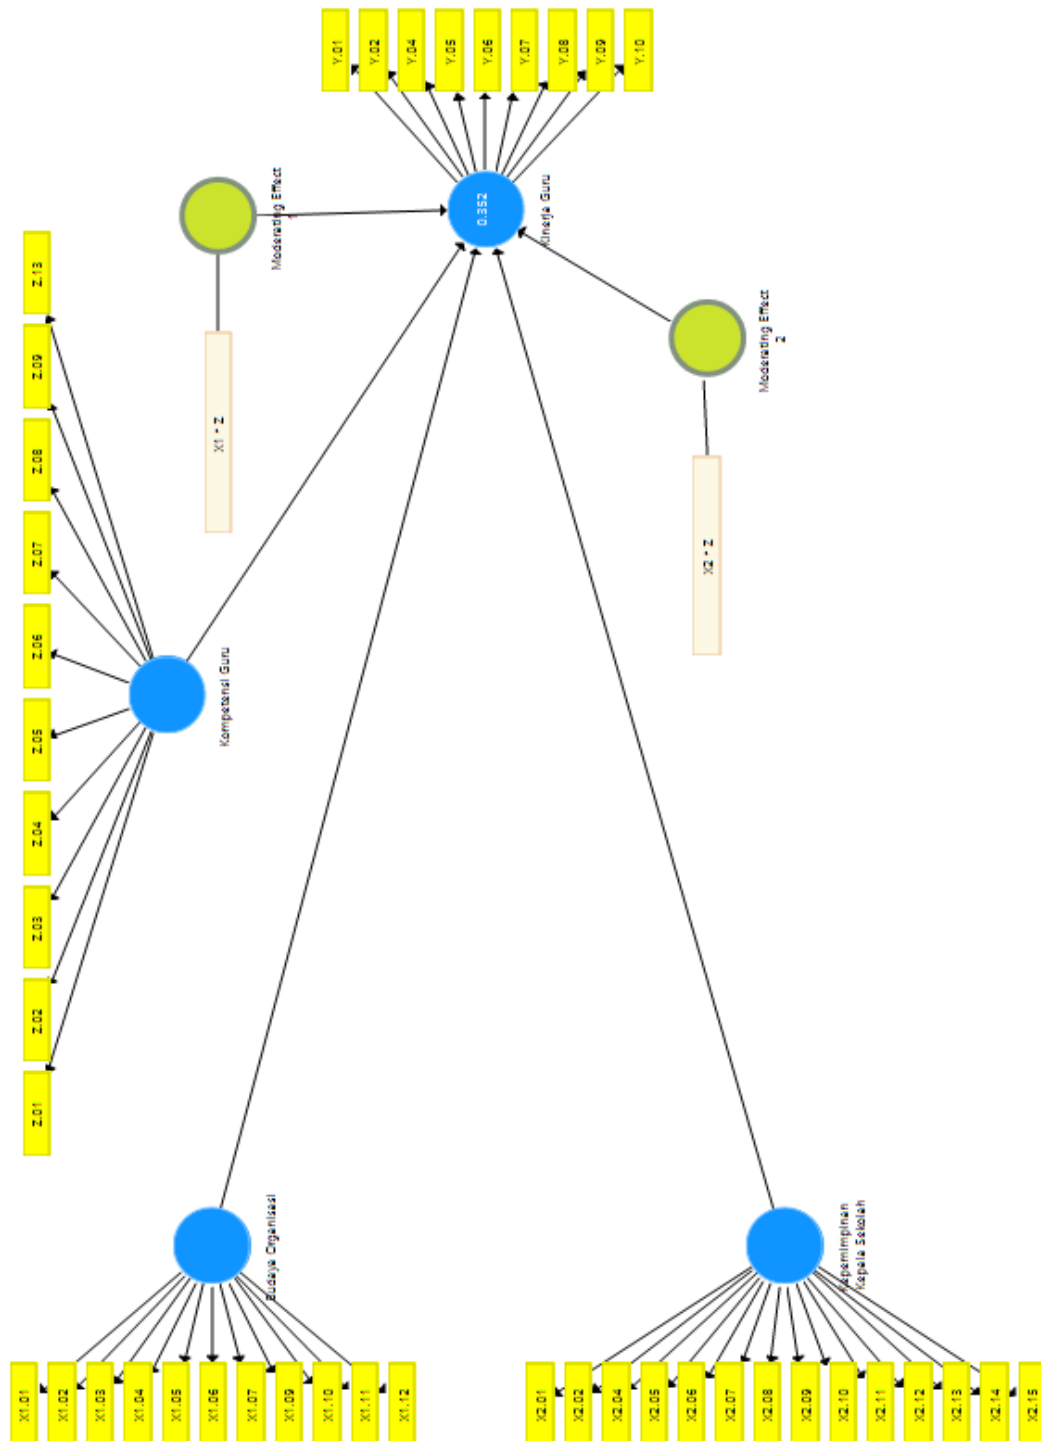 Z.01
Z.02
Z.03
Z.04
Z.05
Z.06
Z.07
Z.08
Z.09
Z.13
Kompetensi Guru
X1 * Z
Moderating Effect
1
X1.01
X1.02
X1.03
X1.04
X1.05
X1.06
X1.07
X1.09
X1.10
X1.11
X1.12
Budaya Organisasi
Y.01
Y.02
Y.04
Y.05
Y.06
Y.07
Y.08
Y.09
Y.10
0.352
Kinerja Guru
X2 * Z
Moderating Effect
2
Kepemimpinan
Kepala Sekolah
X2.01
X2.02
X2.04
X2.05
X2.06
X2.07
X2.08
X2.09
X2.10
X2.11
X2.12
X2.13
X2.14
X2.15